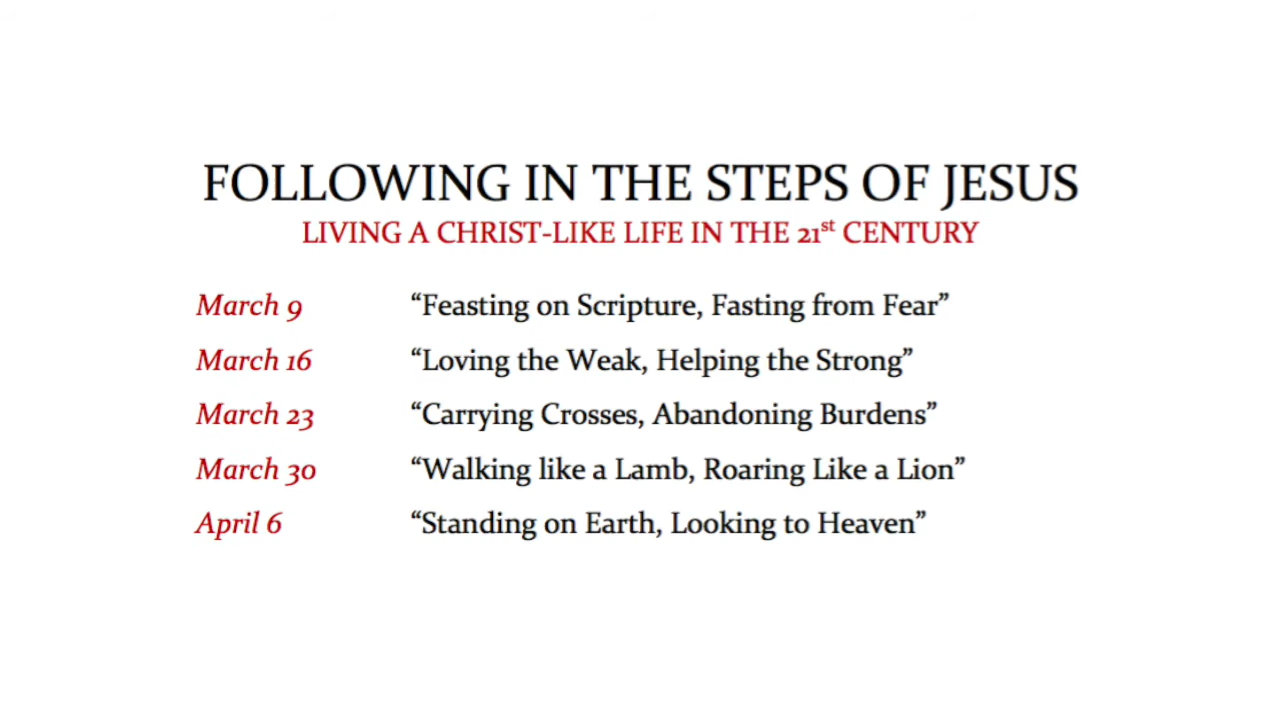 FOLLOWING IN THE STEPS OF JESUS
LIVING A CHRIST-LIKE LIFE IN THE 21st CENTURY
March 9 “Feasting on Scripture, Fasting from Fear”
March 16 “Loving the Weak, Helping the Strong”
March 23 “Carrying Crosses, Abandoning Burdens”
March 30 “Walking like a Lamb, Roaring Like a Lion”
April 6 “Standing on Earth, Looking to Heaven”